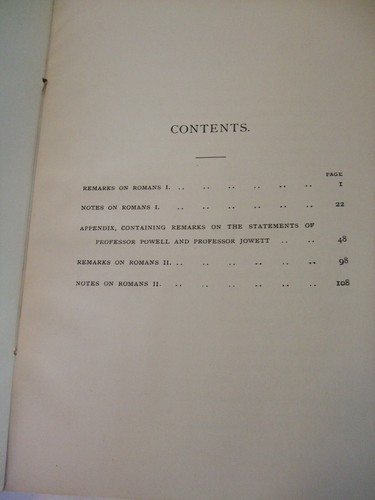 CONTENTS.
PAGE
REMARKS ON ROMANS I. .. .. .. .. .. .. 1
NOTES ON ROMANS I. .. .. .. .. .. .. 22
APPENDIX, CONTAINING REMARKS ON THE STATEMENTS OF
PROFESSOR POWELL AND PROFESSOR JOWETT .. .. 48
REMARKS ON ROMANS II. .. .. .. .. .. .. 98
NOTES ON ROMANS II. .. .. .. .. .. .. 108